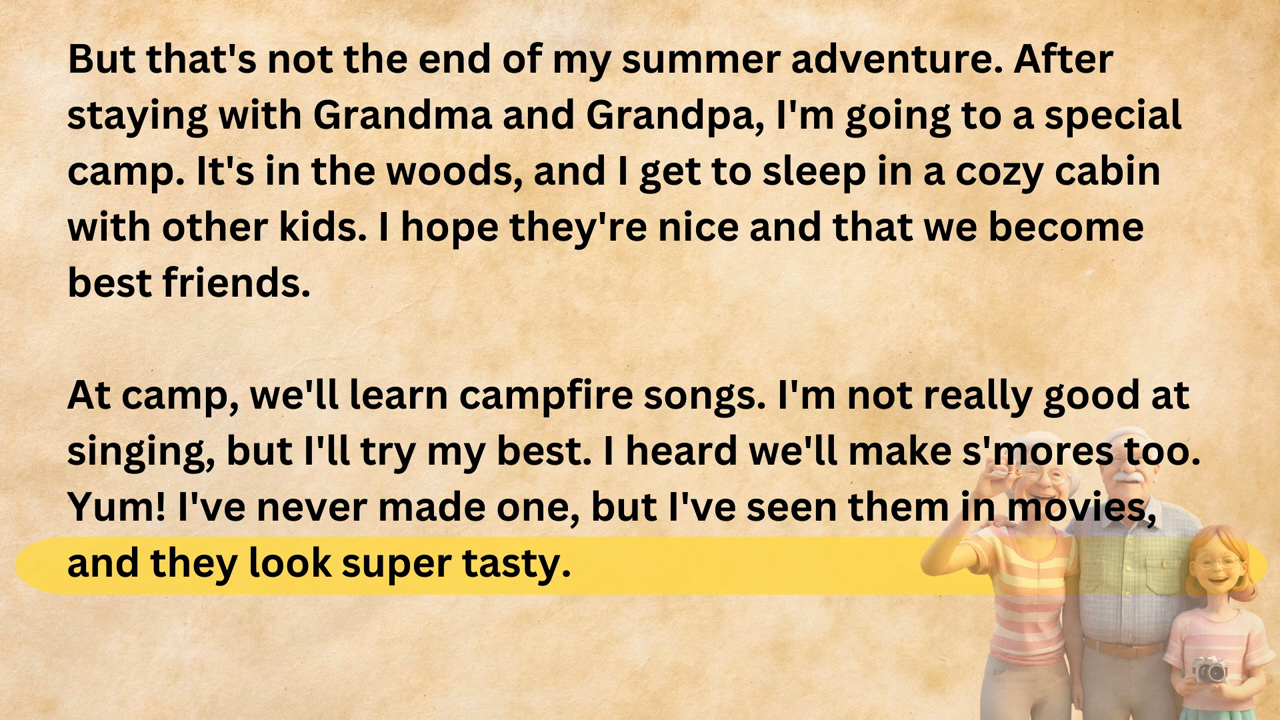 But that's not the end of my summer adventure. After
staying with Grandma and Grandpa, I'm going to a special
camp. It's in the woods, and I get to sleep in a cozy cabin
with other kids. I hope they're nice and that we become
best friends.
At camp, we'll learn campfire songs. I'm not really good at
singing, but I'll try my best. I heard we'll make s'mores too.
Yum! I've never made one, but I've seen them in movies,
and they look super tasty.